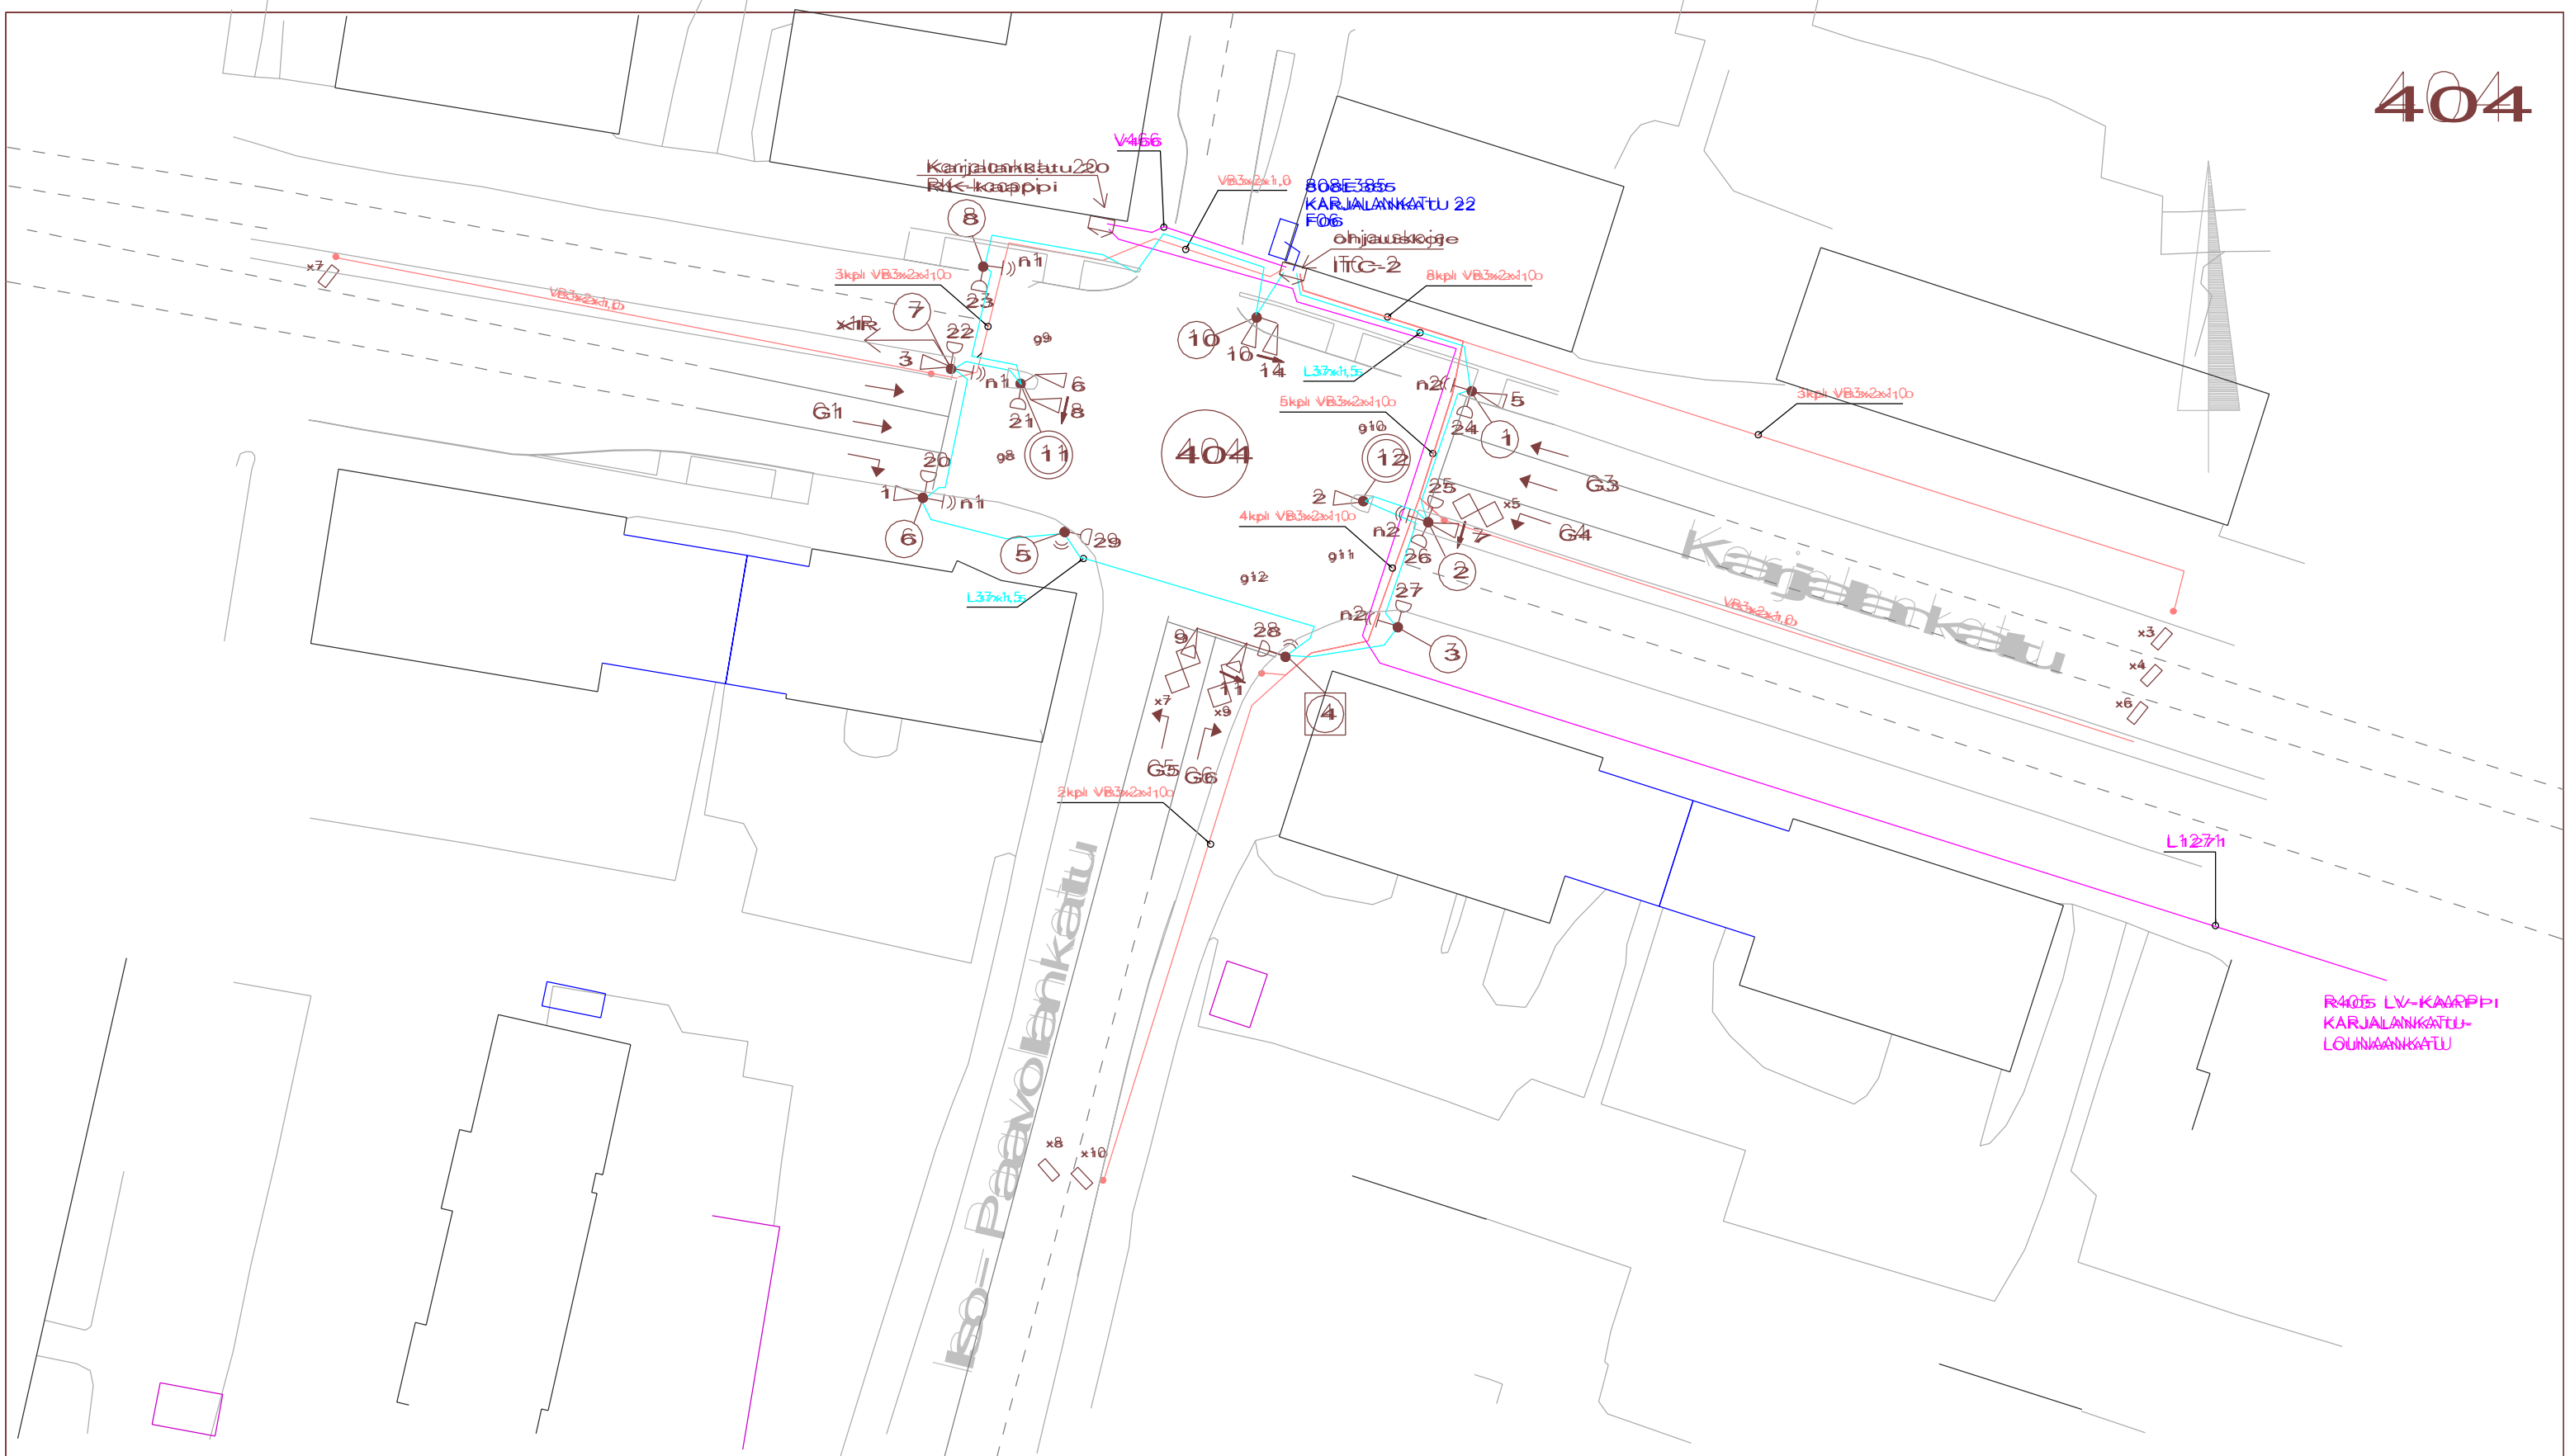 404
V466
Karjalankatu 20
RK-kaappi
VB3x2x1,0
808E385
KARJALANKATU 22
F06
ohjauskoje
ITC-2
8
n1
3kpl VB3x2x1,0
8kpl VB3x2x1,0
x7
VB3x2x1,0
23
7
x1R
22
3
g9
10
10
14
L37x1,5
n1
6
n2
5
3kpl VB3x2x1,0
8
5kpl VB3x2x1,0
G1
21
24
1
g10
g8
11
404
12
20
G3
1
n1
2
25
x5
6
4kpl VB3x2x1,0
n2
7
G4
5
29
26
2
g11
g12
Karjalankatu
L37x1,5
27
VB3x2x1,0
n2
9
28
3
x3
x4
11
x7
x9
4
x6
G5
G6
2kpl VB3x2x1,0
L1271
Iso-Paavolankatu
R405 LV-KAAPPI
KARJALANKATU-
LOUNAANKATU
x8
x10